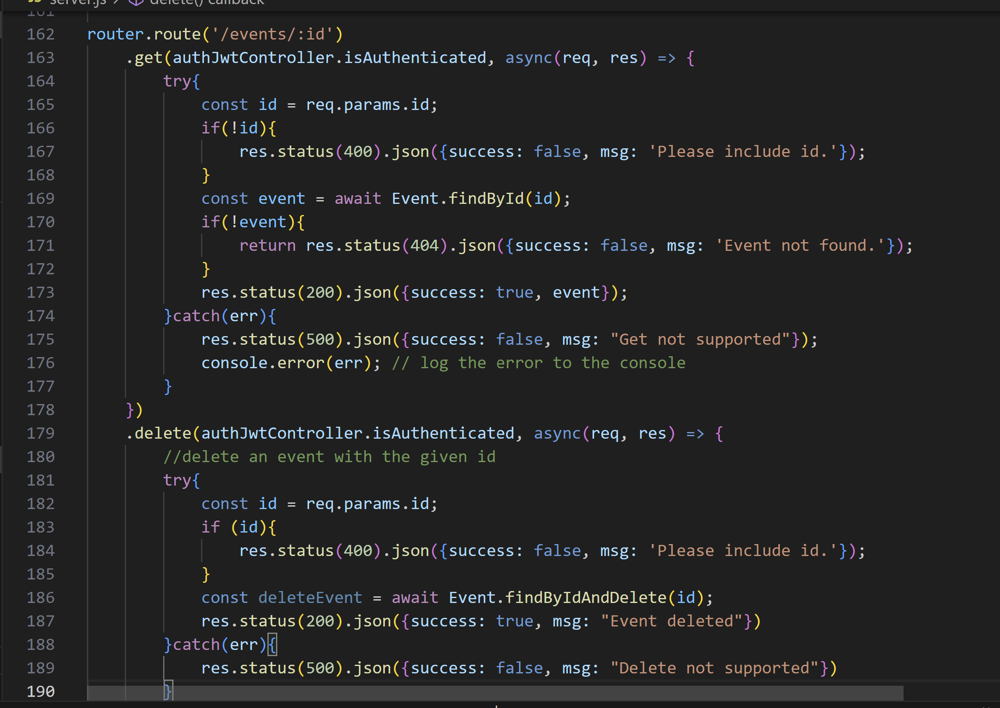 server.js > delete() callback
161
162 router.route('/events/:id')
163 .get(authJwtController.isAuthenticated, async(req, res) => {
164 try{
165 const id = req.params.id;
166 if(!id){
167 res.status(400).json({success: false, msg: 'Please include id.'});
168 }
169 const event = await Event.findById(id);
170 if(!event){
171 return res.status(404).json({success: false, msg: 'Event not found.'});
172 }
173 res.status(200).json({success: true, event});
174 }catch(err){
175 res.status(500).json({success: false, msg: "Get not supported"});
176 console.error(err); // log the error to the console
177 }
178 })
179 .delete(authJwtController.isAuthenticated, async(req, res) => {
180 //delete an event with the given id
181 try{
182 const id = req.params.id;
183 if (id){
184 res.status(400).json({success: false, msg: 'Please include id.'});
185 }
186 const deleteEvent = await Event.findByIdAndDelete(id);
187 res.status(200).json({success: true, msg: "Event deleted"})
188 }catch(err){
189 res.status(500).json({success: false, msg: "Delete not supported"})
190 }